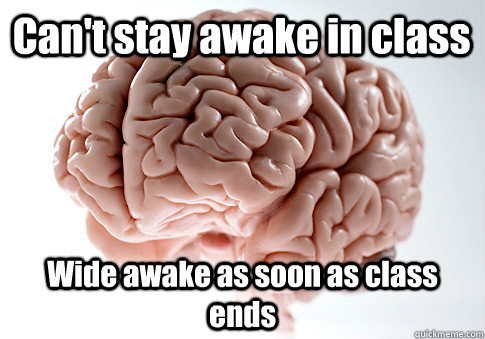 Can't stay awake in class
Wide awake as soon as class
ends
quickmeme.com